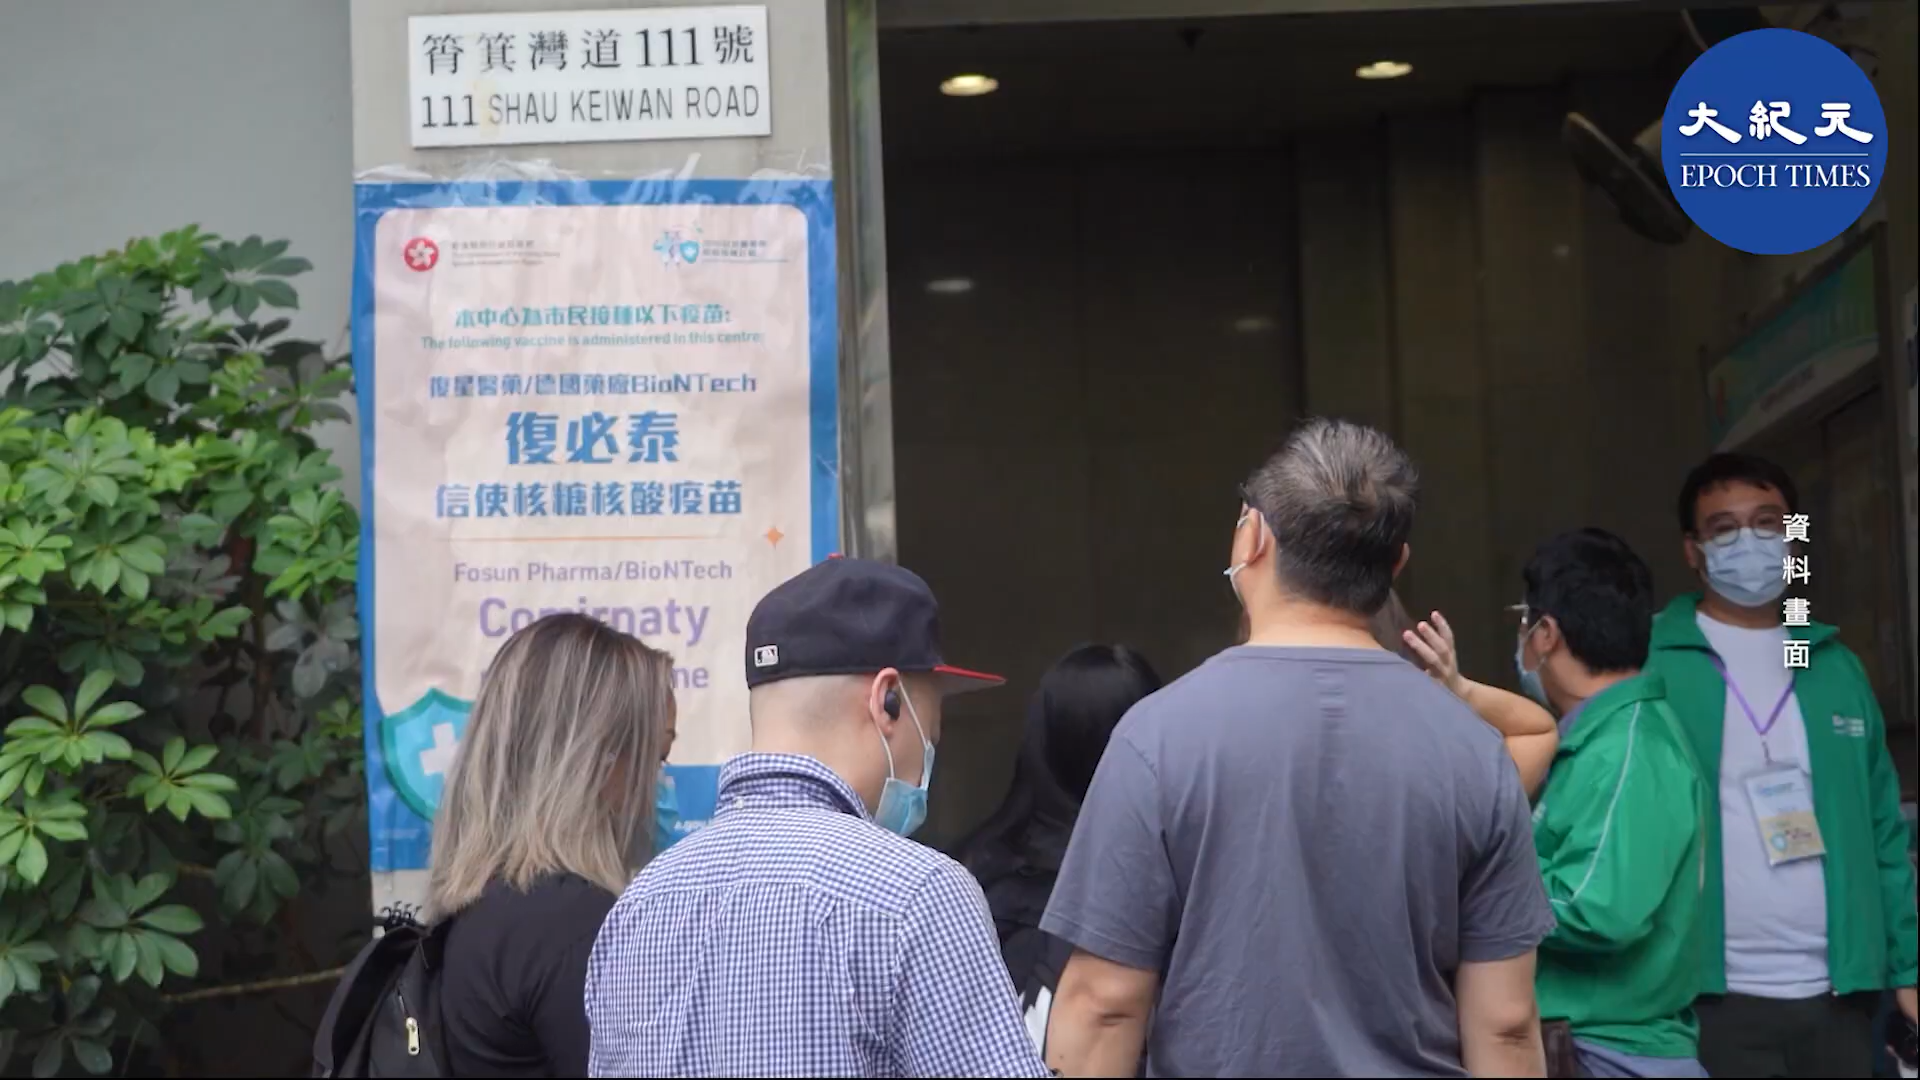 筲箕灣道111號
111 SHAU KEIWAN ROAD
大紀元
EPOCH TIMES
本中心為市民接種以下疫苗:
The following vaccine is administered in this centre:
復星醫藥/德國藥廠BioNTech
復必泰
信使核糖核酸疫苗
Fosun Pharma/BioNTech
Comirnaty
資料畫面